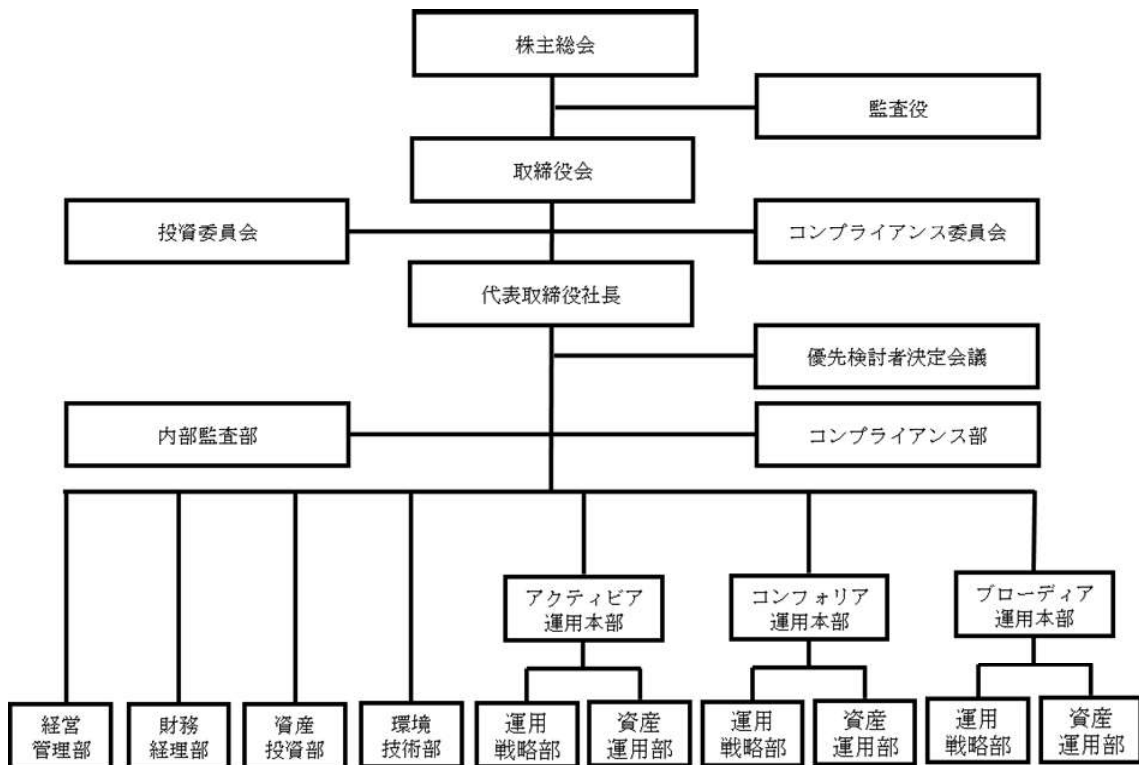 株主総会
監査役
取締役会
投資委員会
コンプライアンス委員会
代表取締役社長
優先検討者決定会議
内部監査部
コンプライアンス部
アクティビア
運用本部
コンフォリア
運用本部
ブローディア
運用本部
経営
管理部
財務
経理部
資産
投資部
環境
技術部
運用
戦略部
資産
運用部
運用
戦略部
資産
運用部
運用
戦略部
資産
運用部